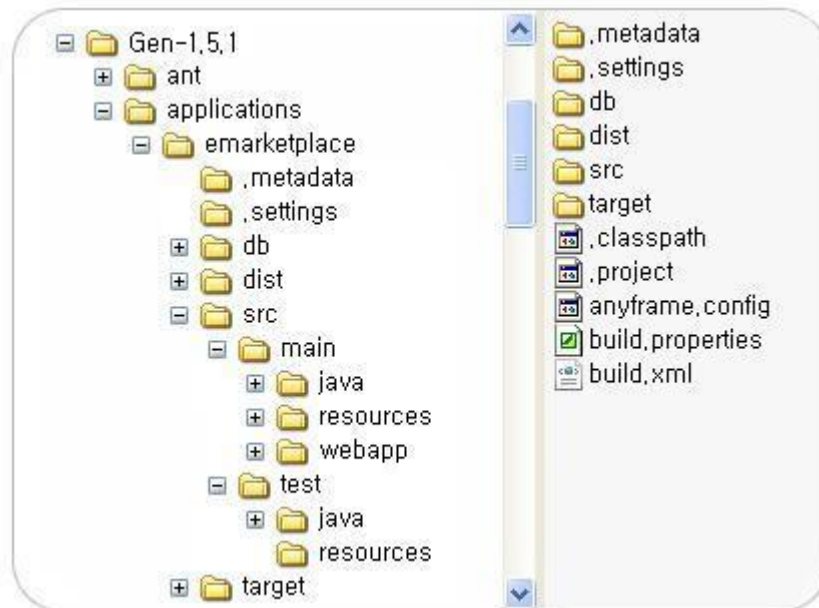 Gen-1,5,1
ant
applications
emarketplace
,metadata
,settings
db
dist
src
main
java
resources
webapp
test
java
resources
target
,metadata
,settings
db
dist
src
target
,classpath
,project
anyframe,config
build,properties
build,xml